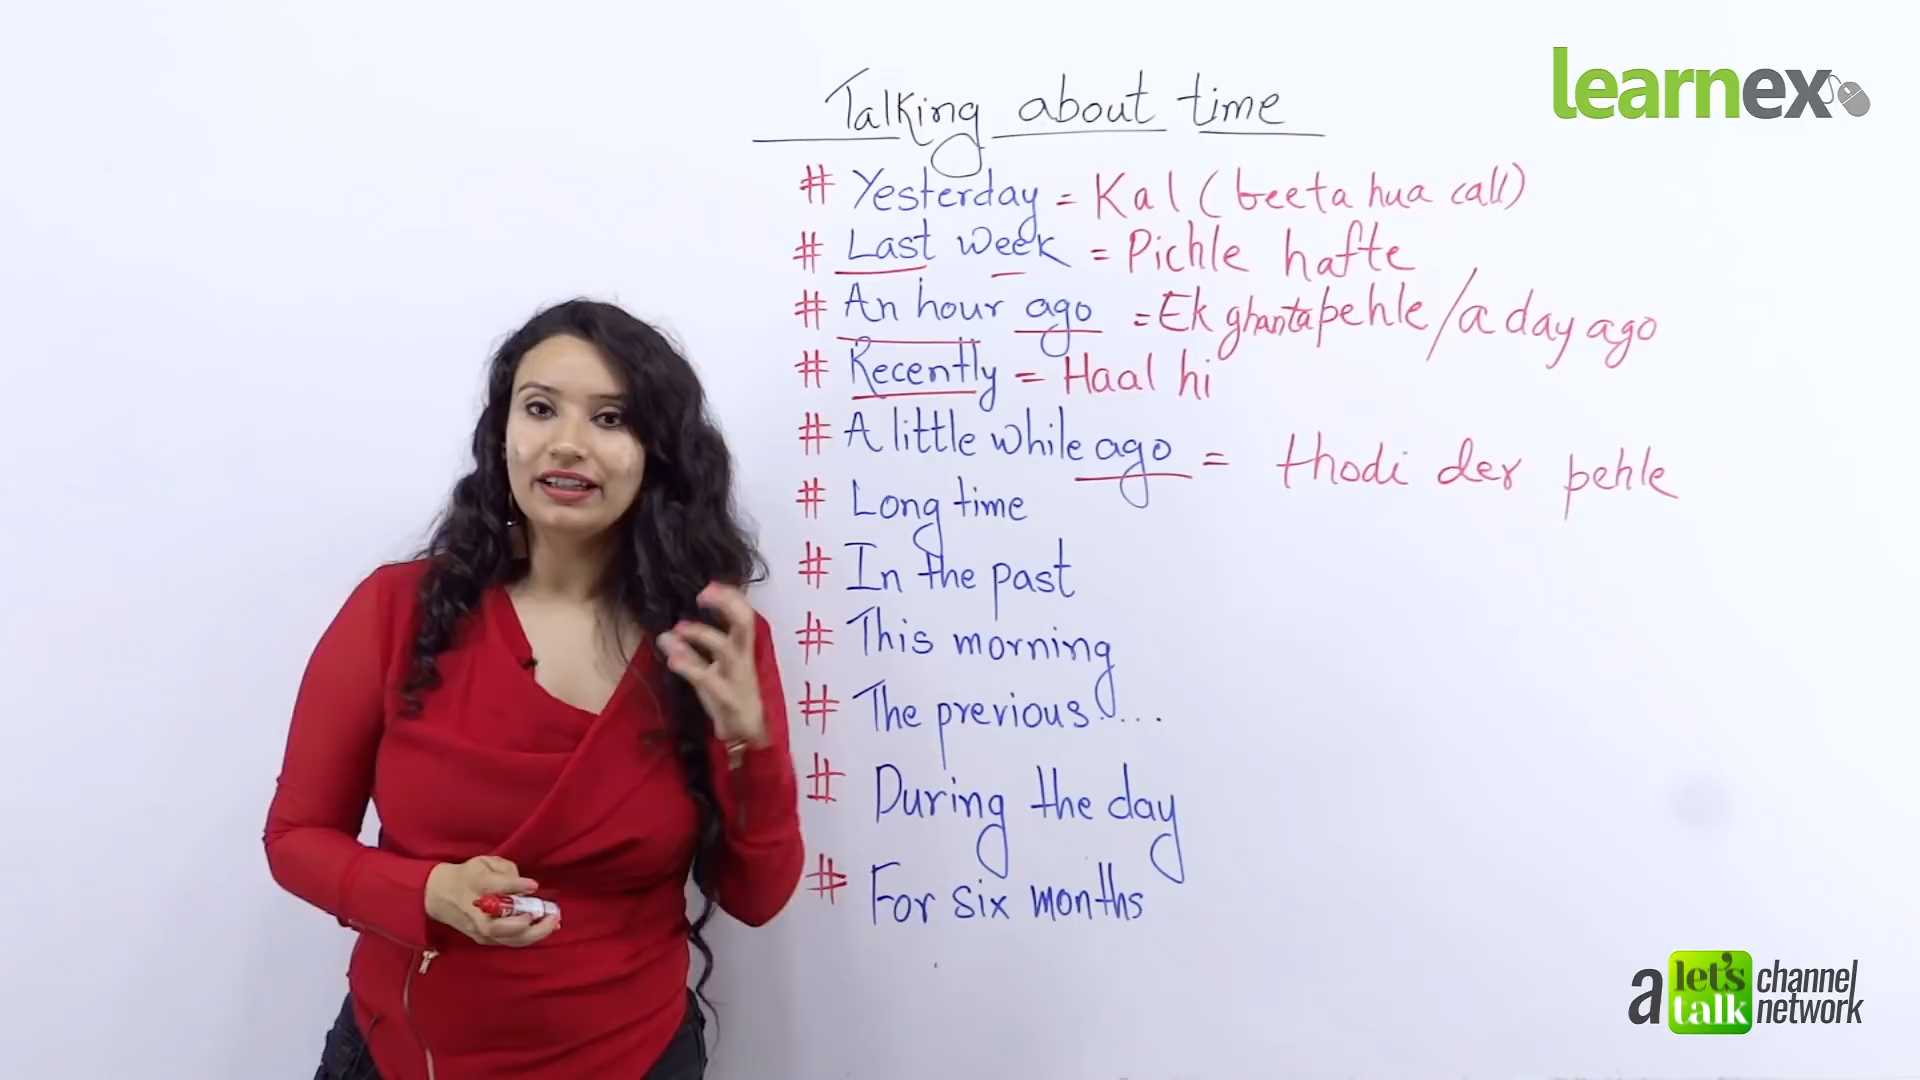 learnex
Talking about time
# Yesterday = Kal (beeta hua call)
# Last week = Pichle hafte
# An hour ago = Ek ghanta pehle / a day ago
# Recently = Haal hi
# A little while ago = thodi der pehle
# Long time
# In the past
# This morning
# The previous....
# During the day
# For six months
a let's talk channel network